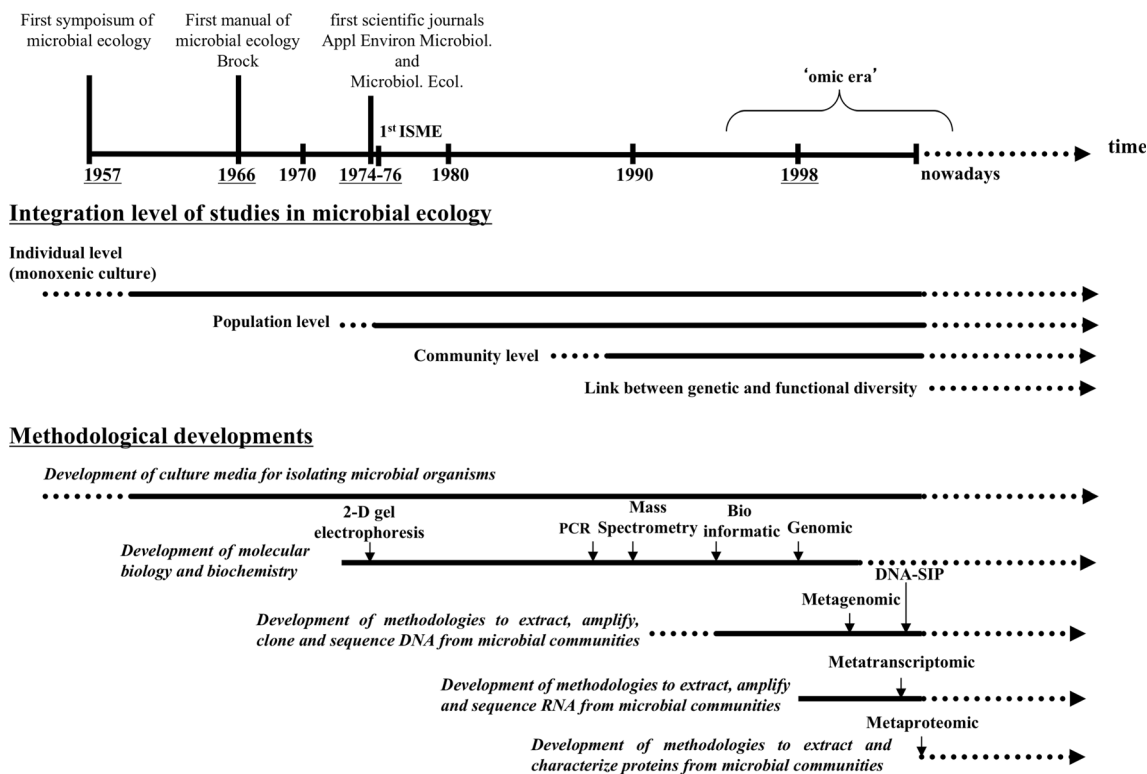 First sympoisum of
microbial ecology
First manual of
microbial ecology
Brock
first scientific journals
Appl Environ Microbiol.
and
Microbiol. Ecol.
‘omic era’
1st ISME
time
1957
1966
1970
1974-76
1980
1990
1998
nowadays
Integration level of studies in microbial ecology
Individual level
(monoxenic culture)
Population level
Community level
Link between genetic and functional diversity
Methodological developments
Development of culture media for isolating microbial organisms
2-D gel
electrophoresis
PCR
Mass
Spectrometry
Bio
informatic
Genomic
Development of molecular
biology and biochemistry
DNA-SIP
Metagenomic
Development of methodologies to extract, amplify,
clone and sequence DNA from microbial communities
Metatranscriptomic
Development of methodologies to extract, amplify
and sequence RNA from microbial communities
Metaproteomic
Development of methodologies to extract and
characterize proteins from microbial communities